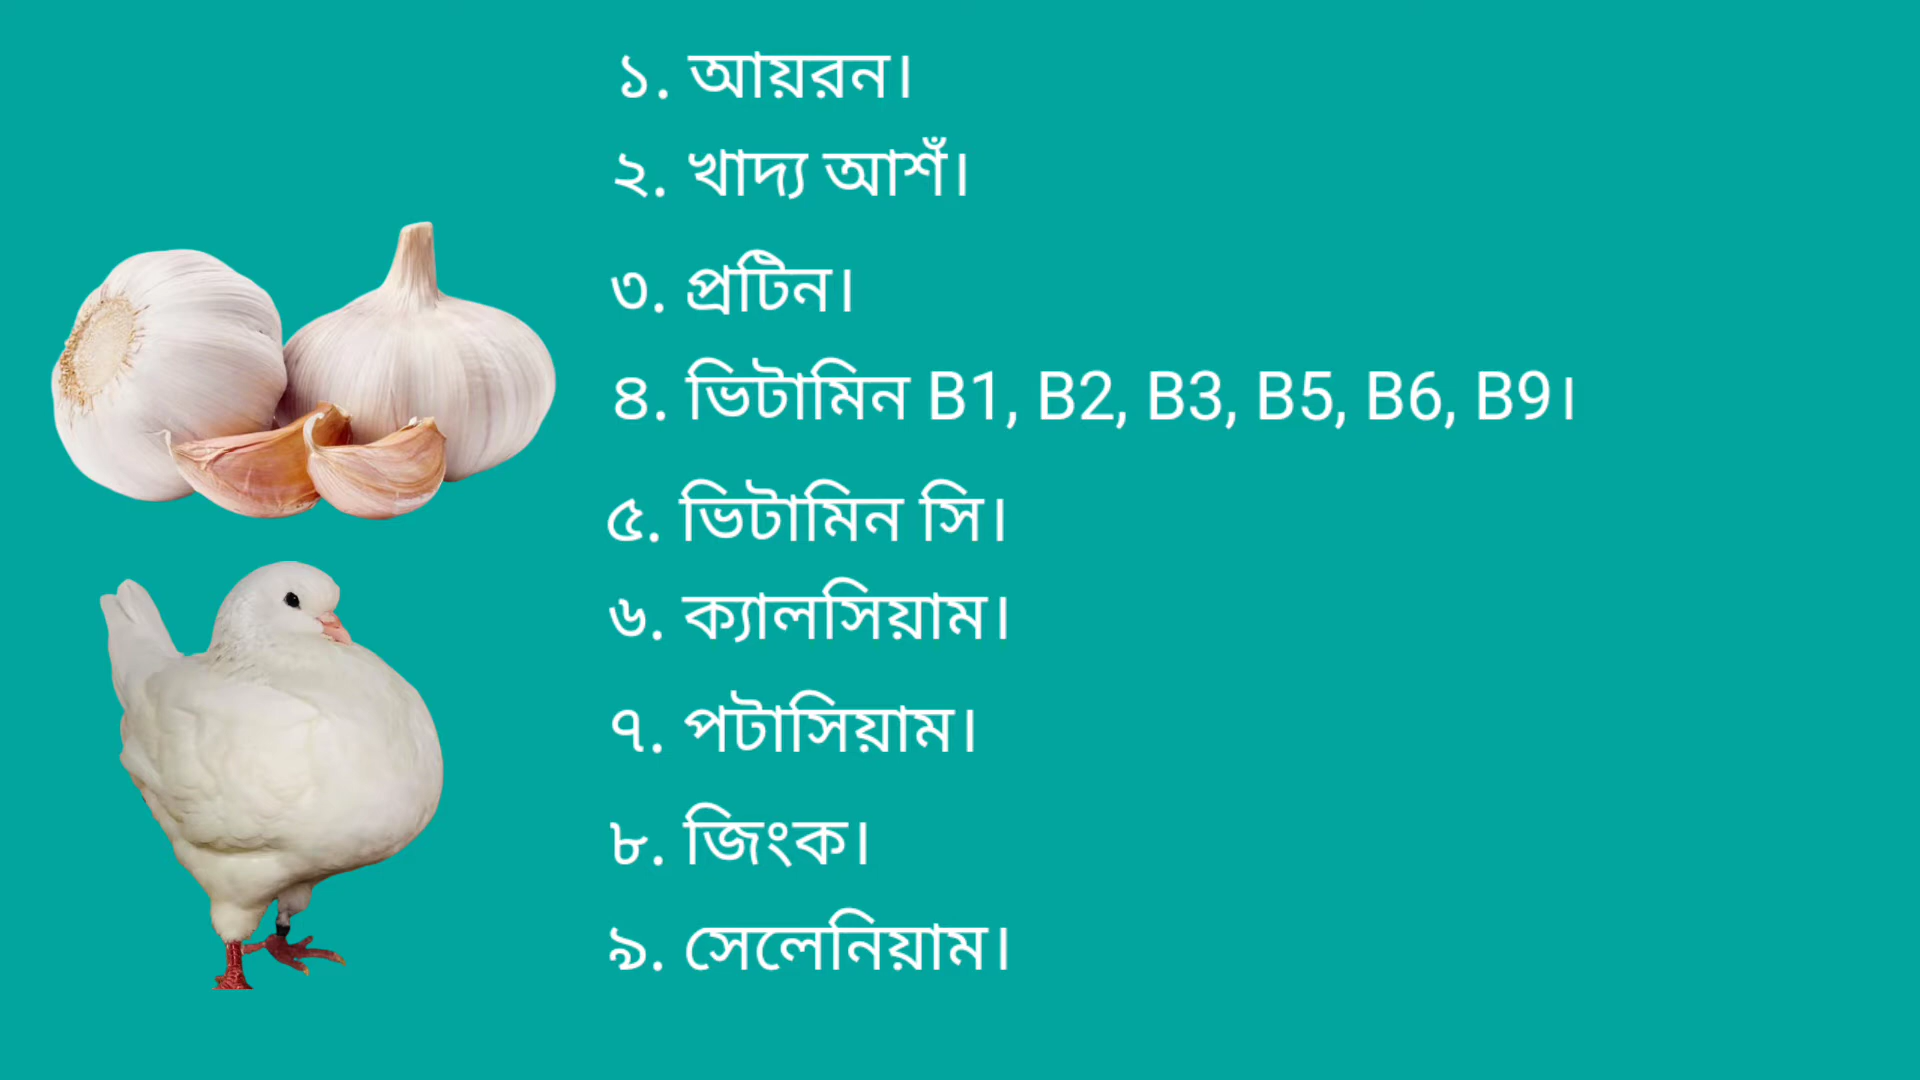 ১. আয়রন।
২. খাদ্য আশঁ।
৩. প্রটিন।
৪. ভিটামিন B1, B2, B3, B5, B6, B9।
৫. ভিটামিন সি।
৬. ক্যালসিয়াম।
৭. পটাসিয়াম।
৮. জিংক।
৯. সেলেনিয়াম।